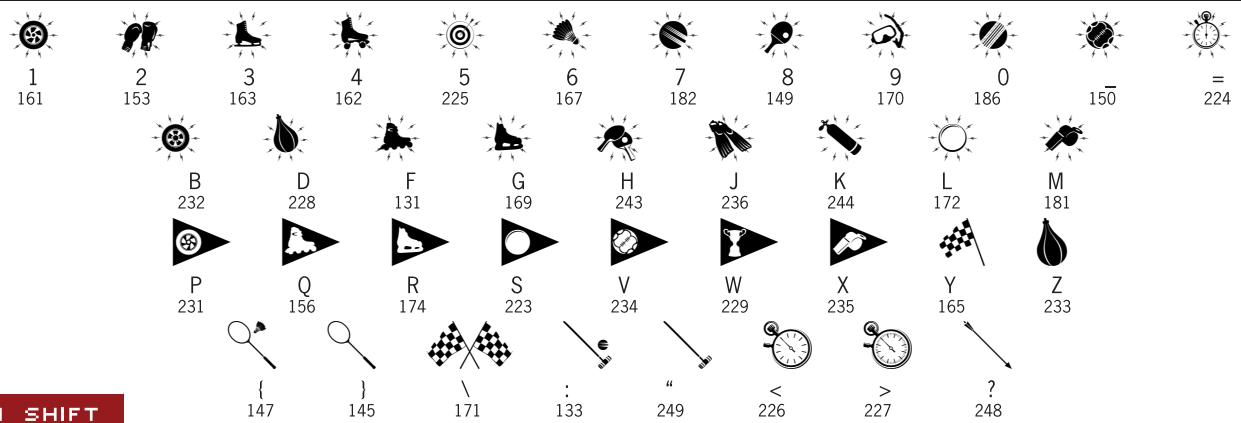 1 2 3 4 5 6 7 8 9 0 _ =
161 153 163 162 225 167 182 149 170 186 150 224
B D F G H J K L M
232 228 131 169 243 236 244 172 181
P Q R S V W X Y Z
231 156 174 223 234 229 235 165 233
{ } \ : “ < > ?
147 145 171 133 249 226 227 248
SHIFT